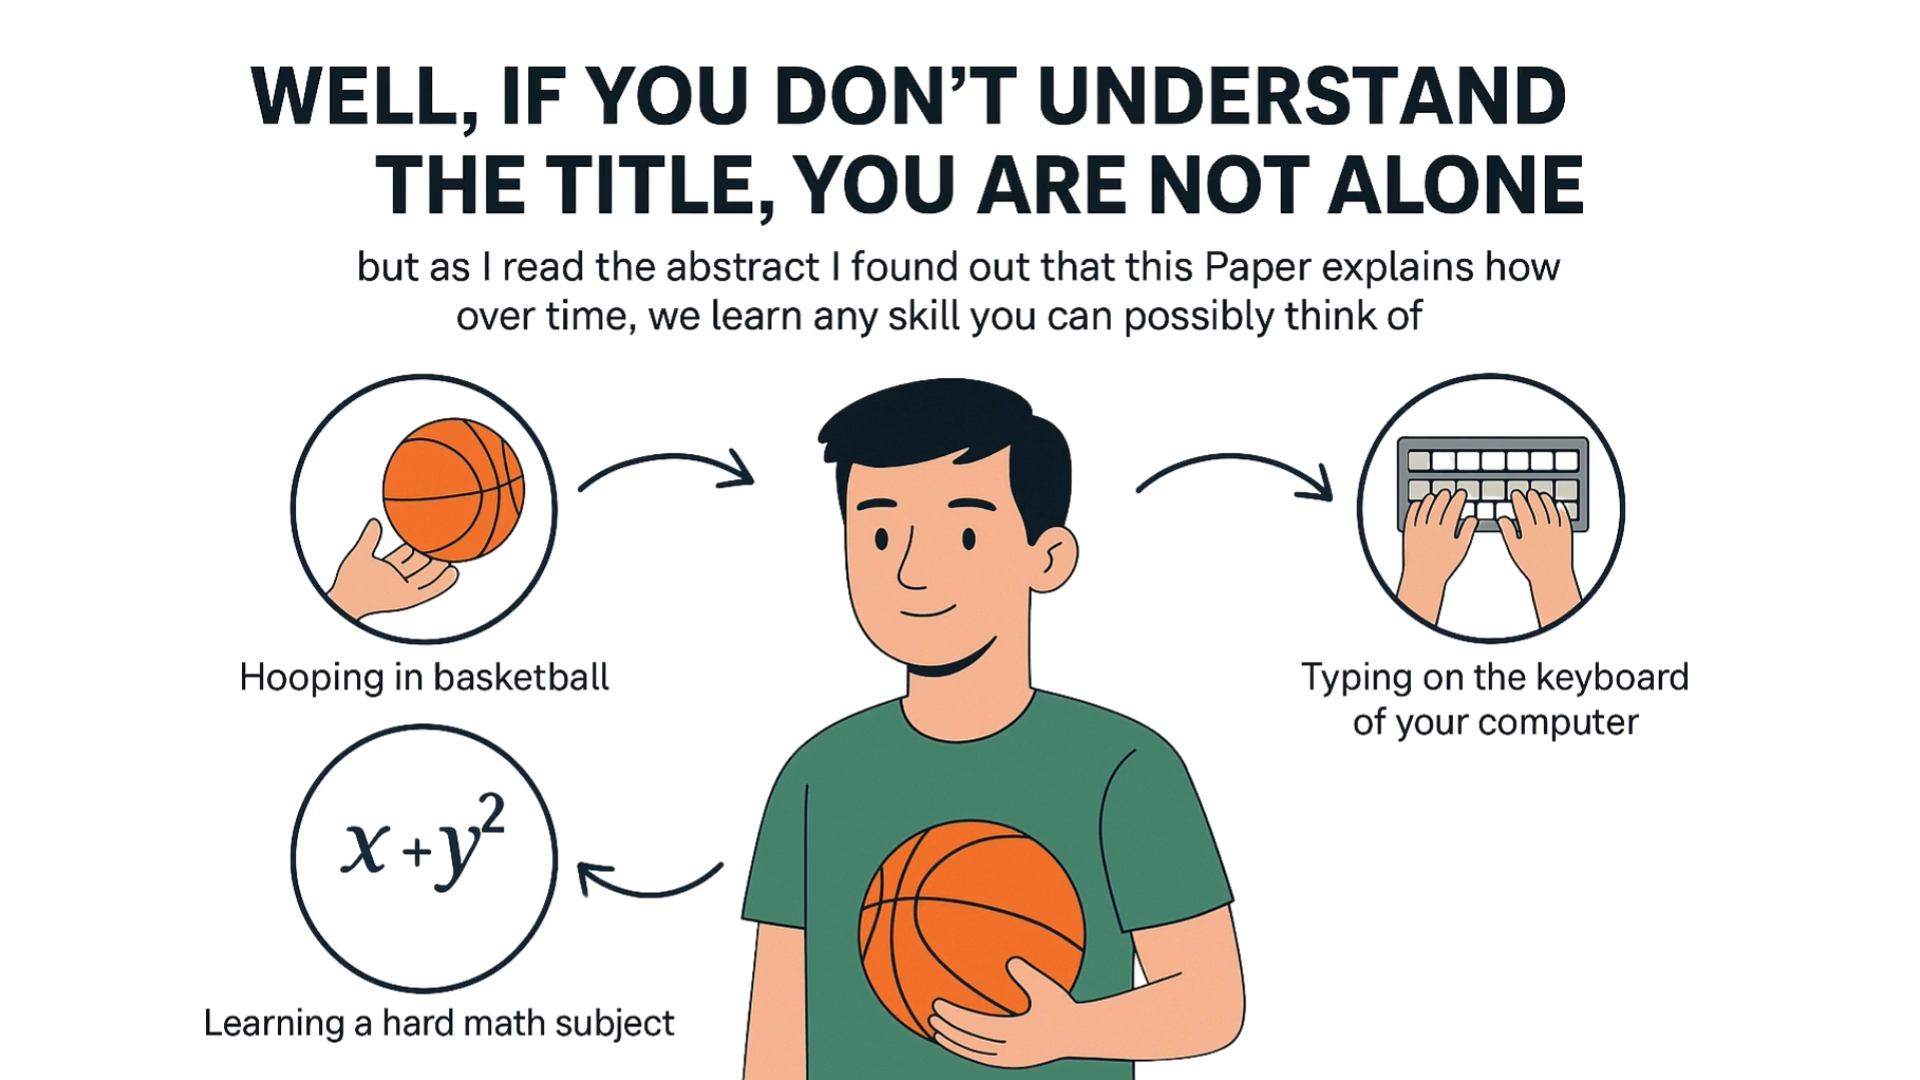 WELL, IF YOU DON’T UNDERSTAND
THE TITLE, YOU ARE NOT ALONE
but as I read the abstract I found out that this Paper explains how
over time, we learn any skill you can possibly think of
Hooping in basketball
Typing on the keyboard
of your computer
x+y²
Learning a hard math subject